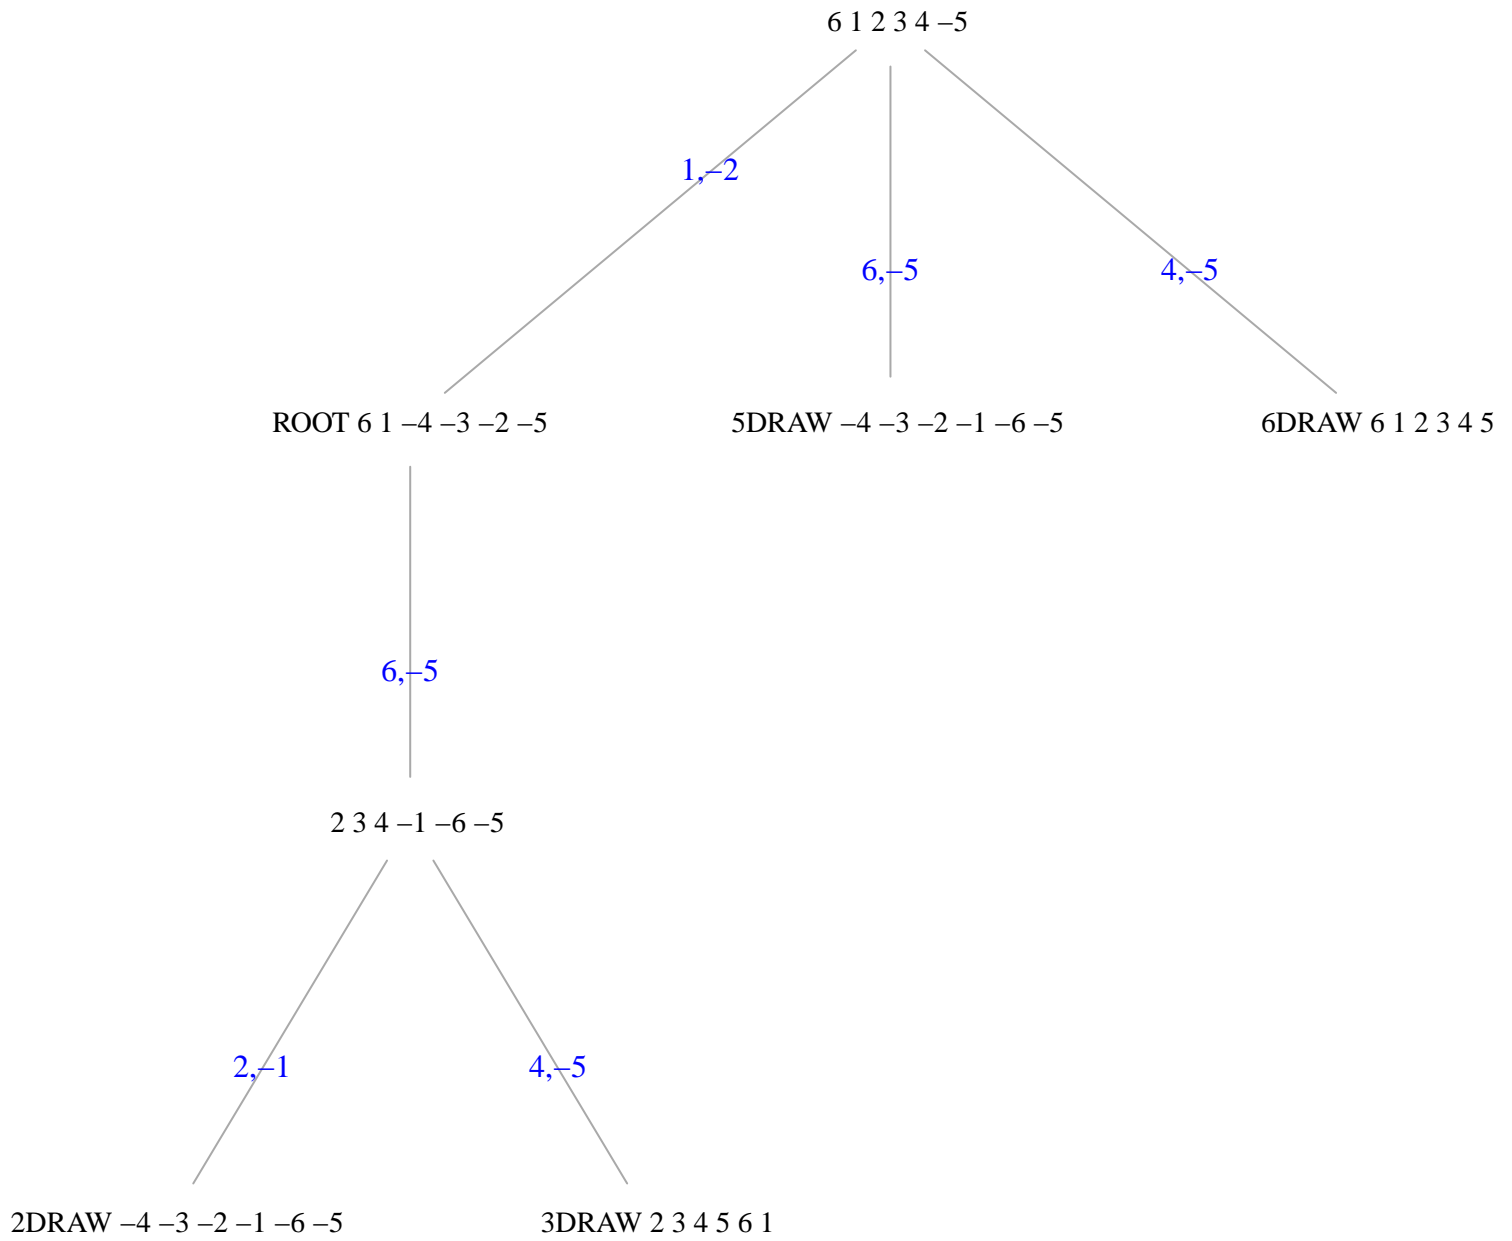 6 1 2 3 4 –5
1,–2
6,–5
4,–5
ROOT 6 1 –4 –3 –2 –5
5DRAW –4 –3 –2 –1 –6 –5
6DRAW 6 1 2 3 4 5
6,–5
2 3 4 –1 –6 –5
2,–1
4,–5
2DRAW –4 –3 –2 –1 –6 –5
3DRAW 2 3 4 5 6 1